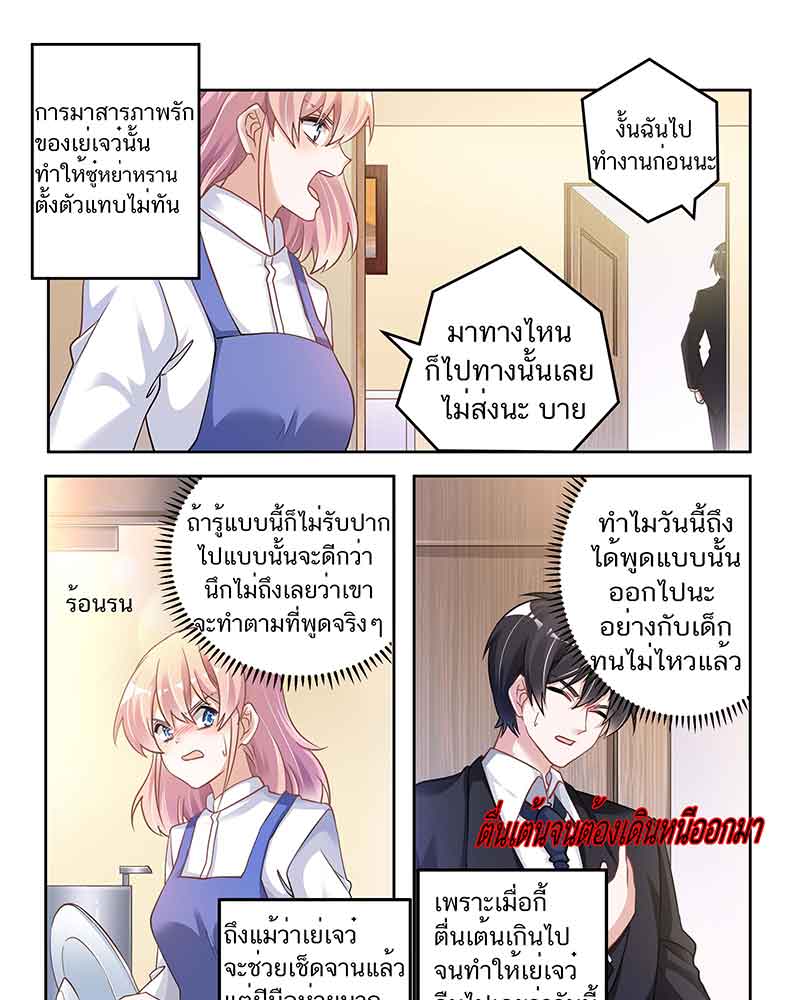 การมาสารภาพรัก
ของเย่เจว๋นั้น
ทำให้ซู่หย่าหราน
ตั้งตัวแทบไม่ทัน
งั้นฉันไป
ทำงานก่อนนะ
มาทางไหน
ก็ไปทางนั้นเลย
ไม่ส่งนะ บาย
ถ้ารู้แบบนี้ก็ไม่รับปาก
ไปแบบนั้นจะดีกว่า
นึกไม่ถึงเลยว่าเขา
จะทำตามที่พูดจริงๆ
ร้อนรน
ถึงแม้ว่าเย่เจว๋
จะช่วยเช็ดจานแล้ว
ทำไมวันนี้ถึง
ได้พูดแบบนั้น
ออกไปนะ
อย่างกับเด็ก
ทนไม่ไหวแล้ว
ตื่นเต้นจนต้องเดินหนีออกมา
เพราะเมื่อกี้
ตื่นเต้นเกินไป
จนทำให้เย่เจว๋